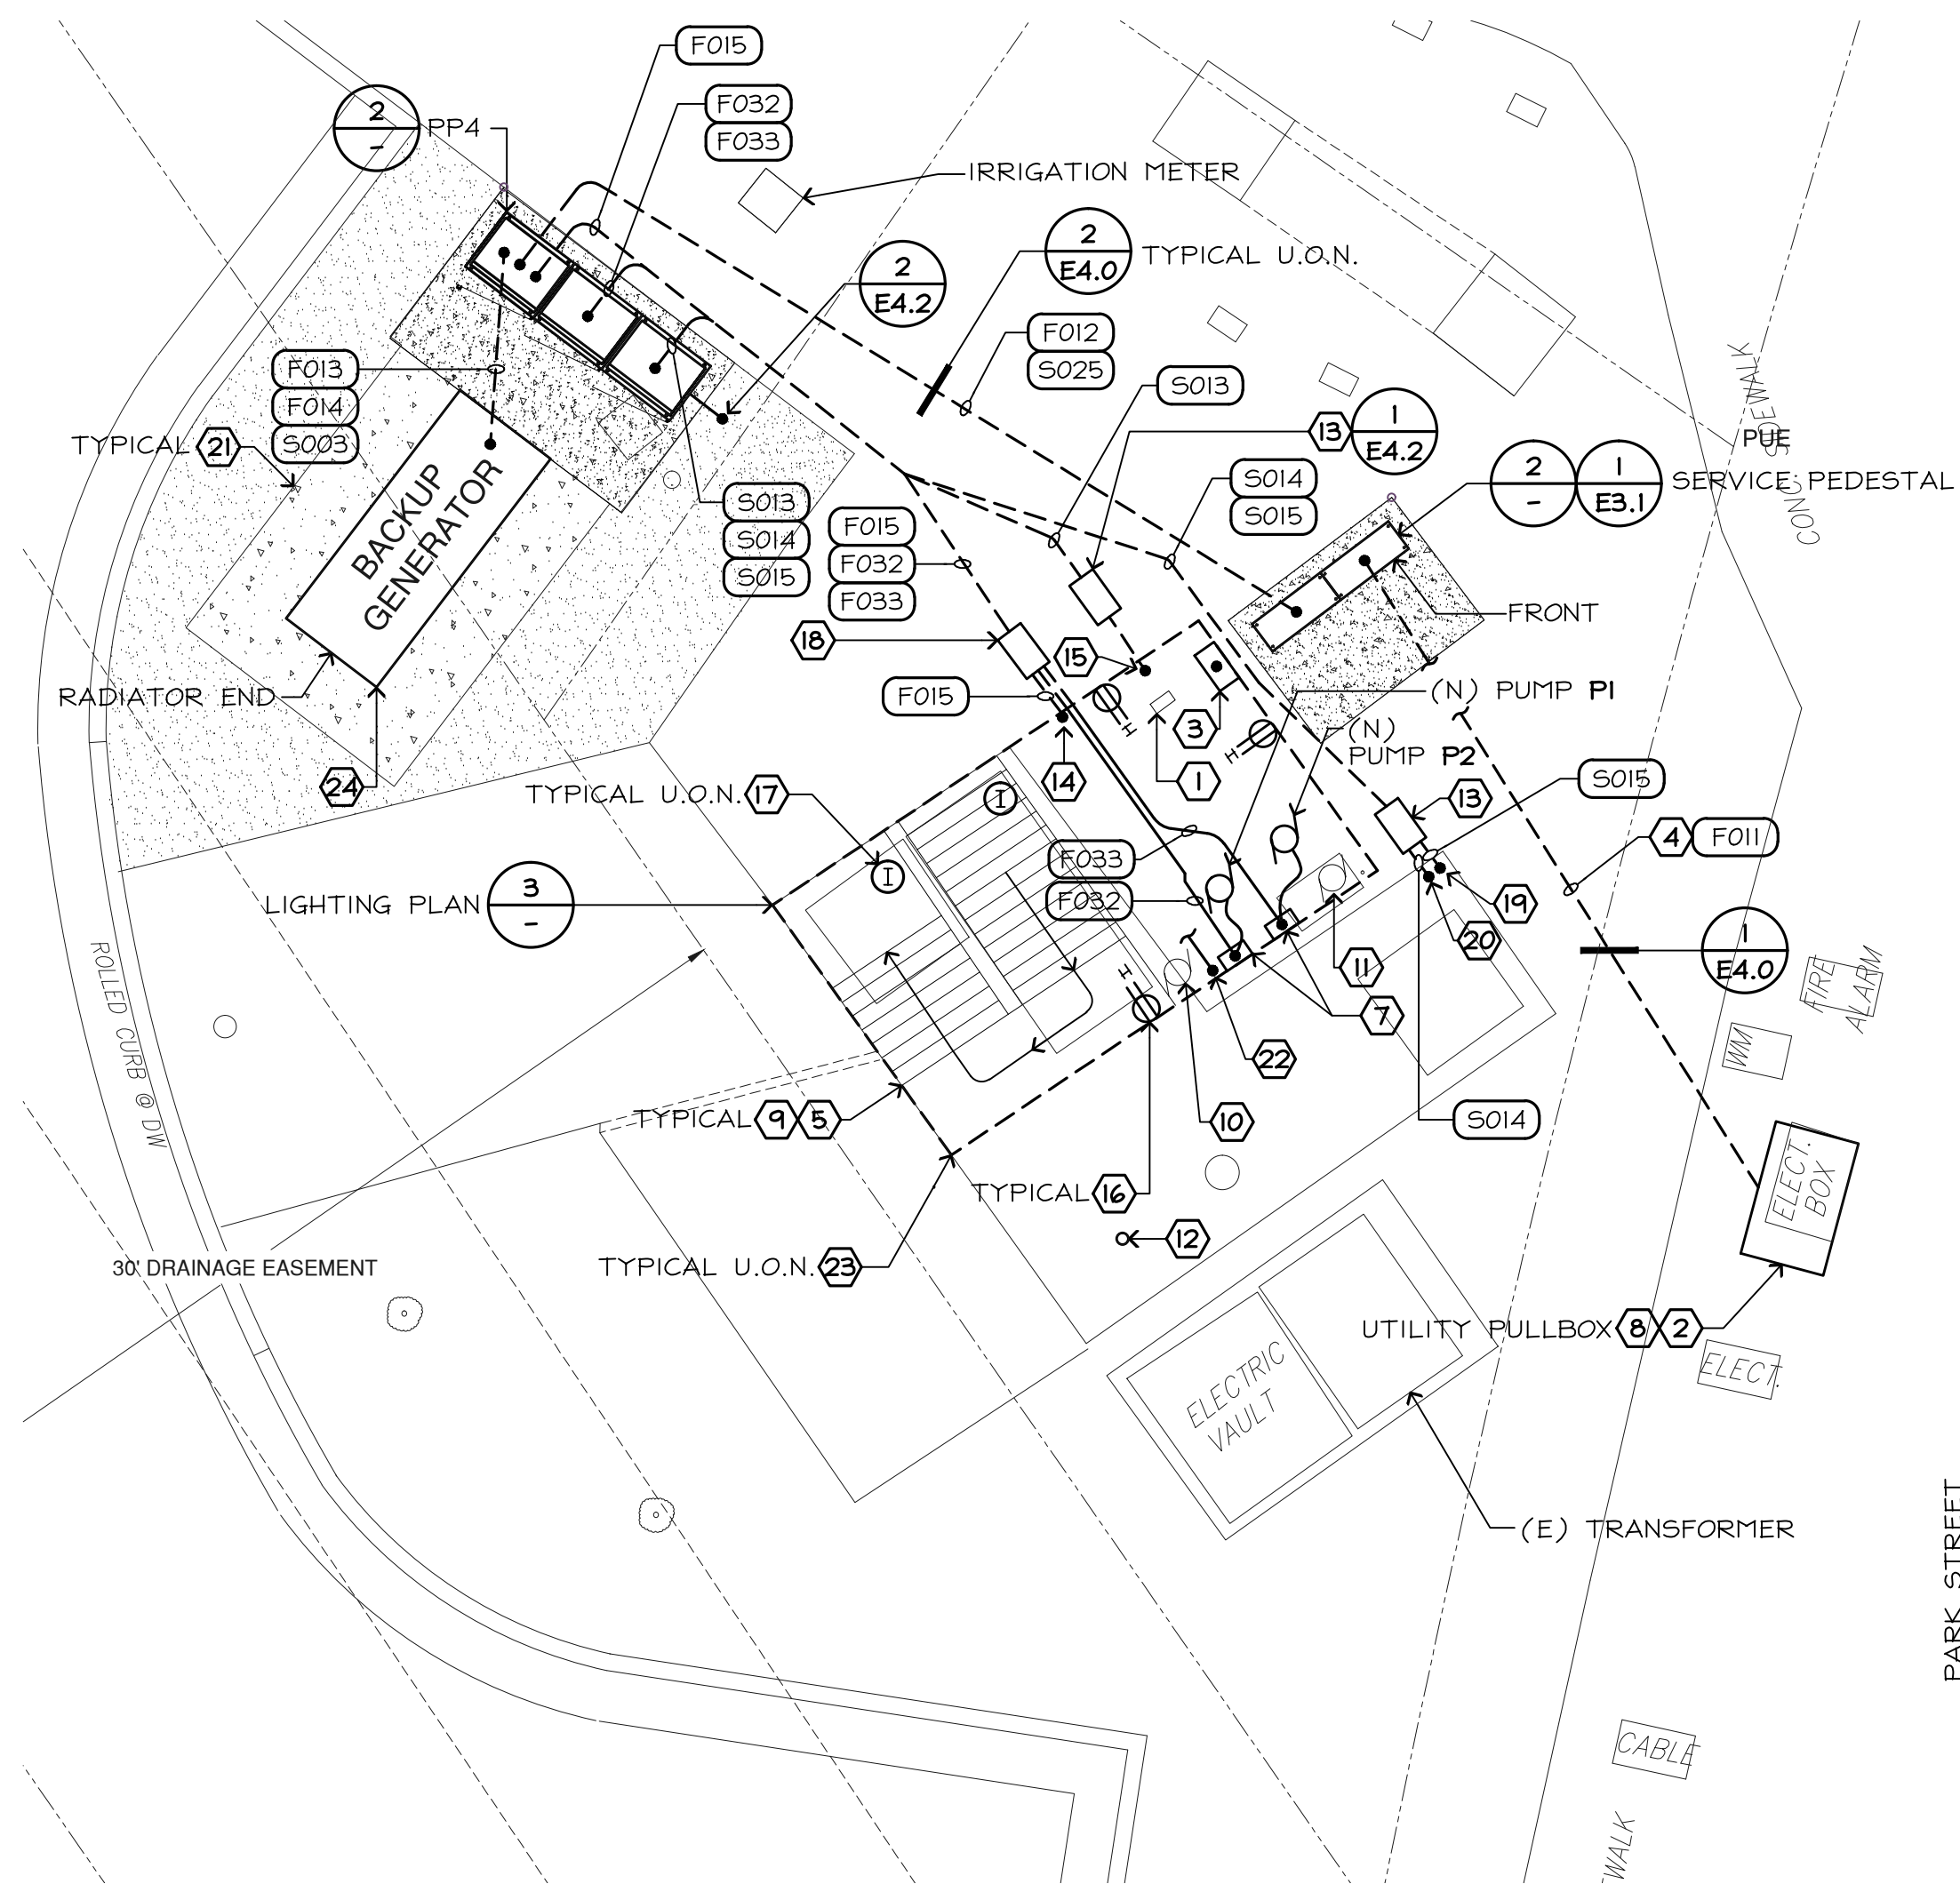 F015
F032
F033
2
-
PP4
IRRIGATION METER
2
E4.0
TYPICAL U.O.N.
2
E4.2
F012
S025
S013
13
1
E4.2
CONC SIDEWALK
PUE
2
-
1
E3.1
SERVICE PEDESTAL
F013
F014
S003
TYPICAL 21
BACKUP
GENERATOR
S013
S014
S015
F015
F032
F033
S014
S015
FRONT
18
15
F015
RADIATOR END
(N) PUMP P1
3
(N)
PUMP P2
14
1
24
TYPICAL U.O.N. 17
I
I
13
S015
4
F011
F033
F032
LIGHTING PLAN
3
-
19
20
1
E4.0
11
7
FIRE
ALARM
WM
22
ROLLED CURB @ DW
TYPICAL 9 5
10
S014
ELECT.
BOX
TYPICAL 16
12
30' DRAINAGE EASEMENT
TYPICAL U.O.N. 23
UTILITY PULLBOX 8 2
ELECT.
ELECTRIC
VAULT
(E) TRANSFORMER
PARK STREET
CABLE
WALK